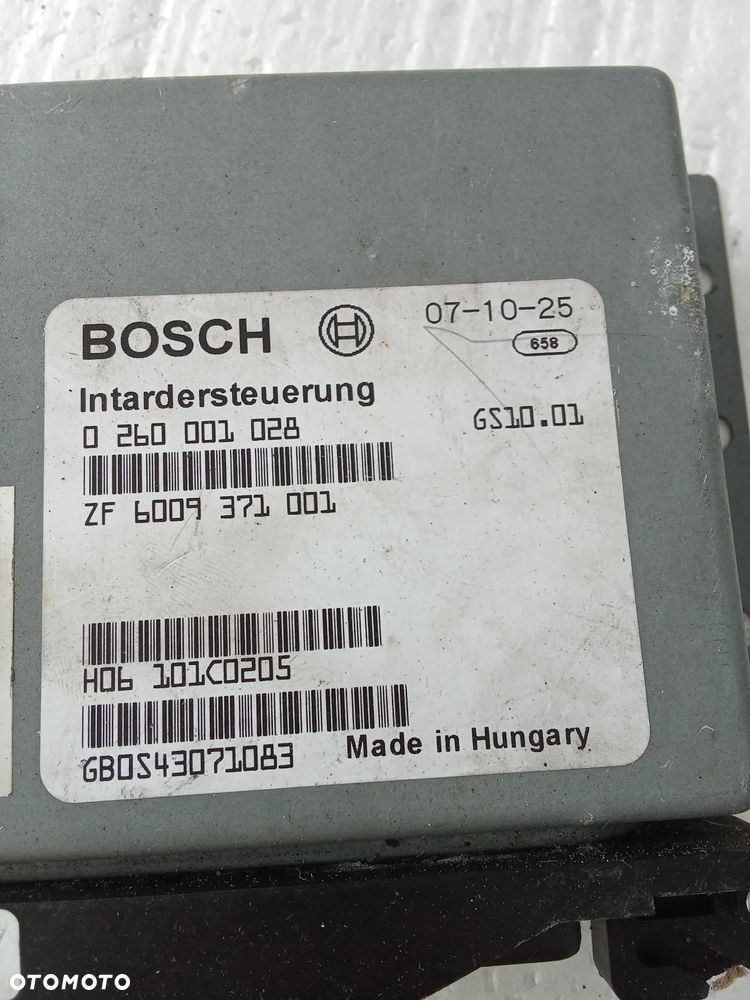 BOSCH
07-10-25
658
Intardersteuerung
0 260 001 028
GS10.01
ZF 6009 371 001
H06 101C0205
GB0S43071083
Made in Hungary
OTOMOTO